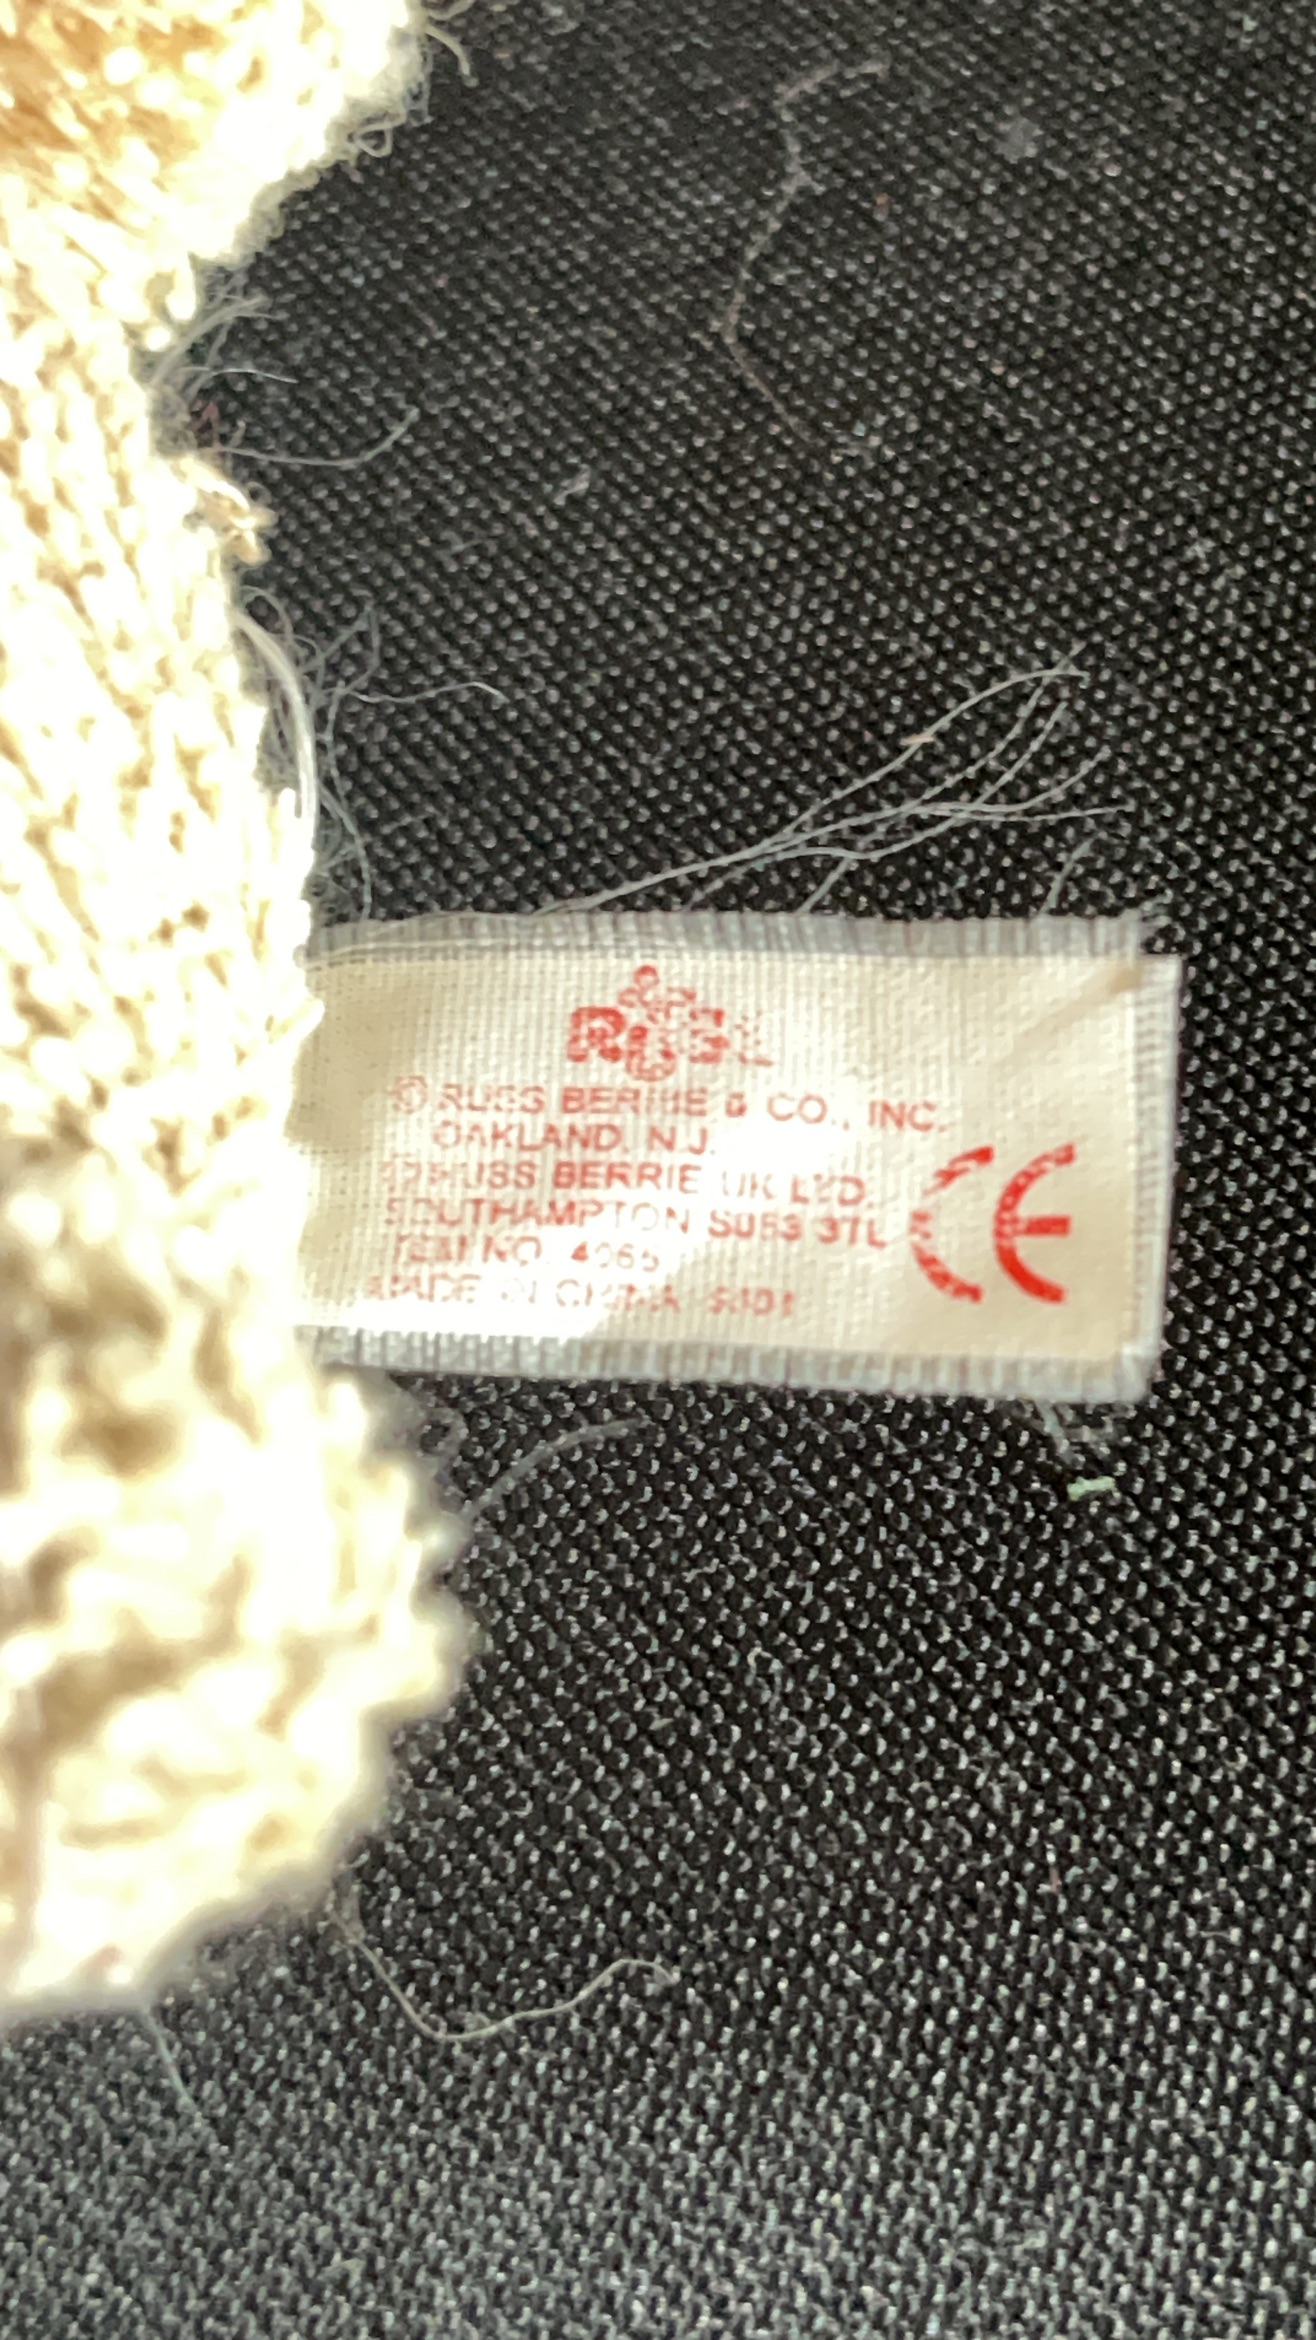 RUSS
© RUSS BERRIE & CO., INC.
OAKLAND, N.J.
RUSS BERRIE UK LTD.
SOUTHAMPTON SO53 3TL
ITEM NO. 4065
MADE IN CHINA
CE